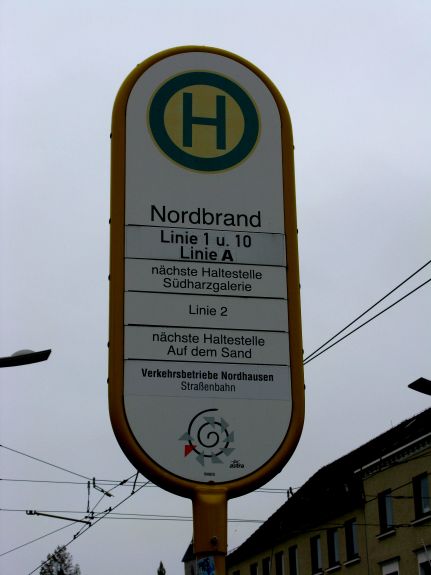 H
Nordbrand
Linie 1 u. 10
Linie A
nächste Haltestelle
Südharzgalerie
Linie 2
nächste Haltestelle
Auf dem Sand
Verkehrsbetriebe Nordhausen
Straßenbahn